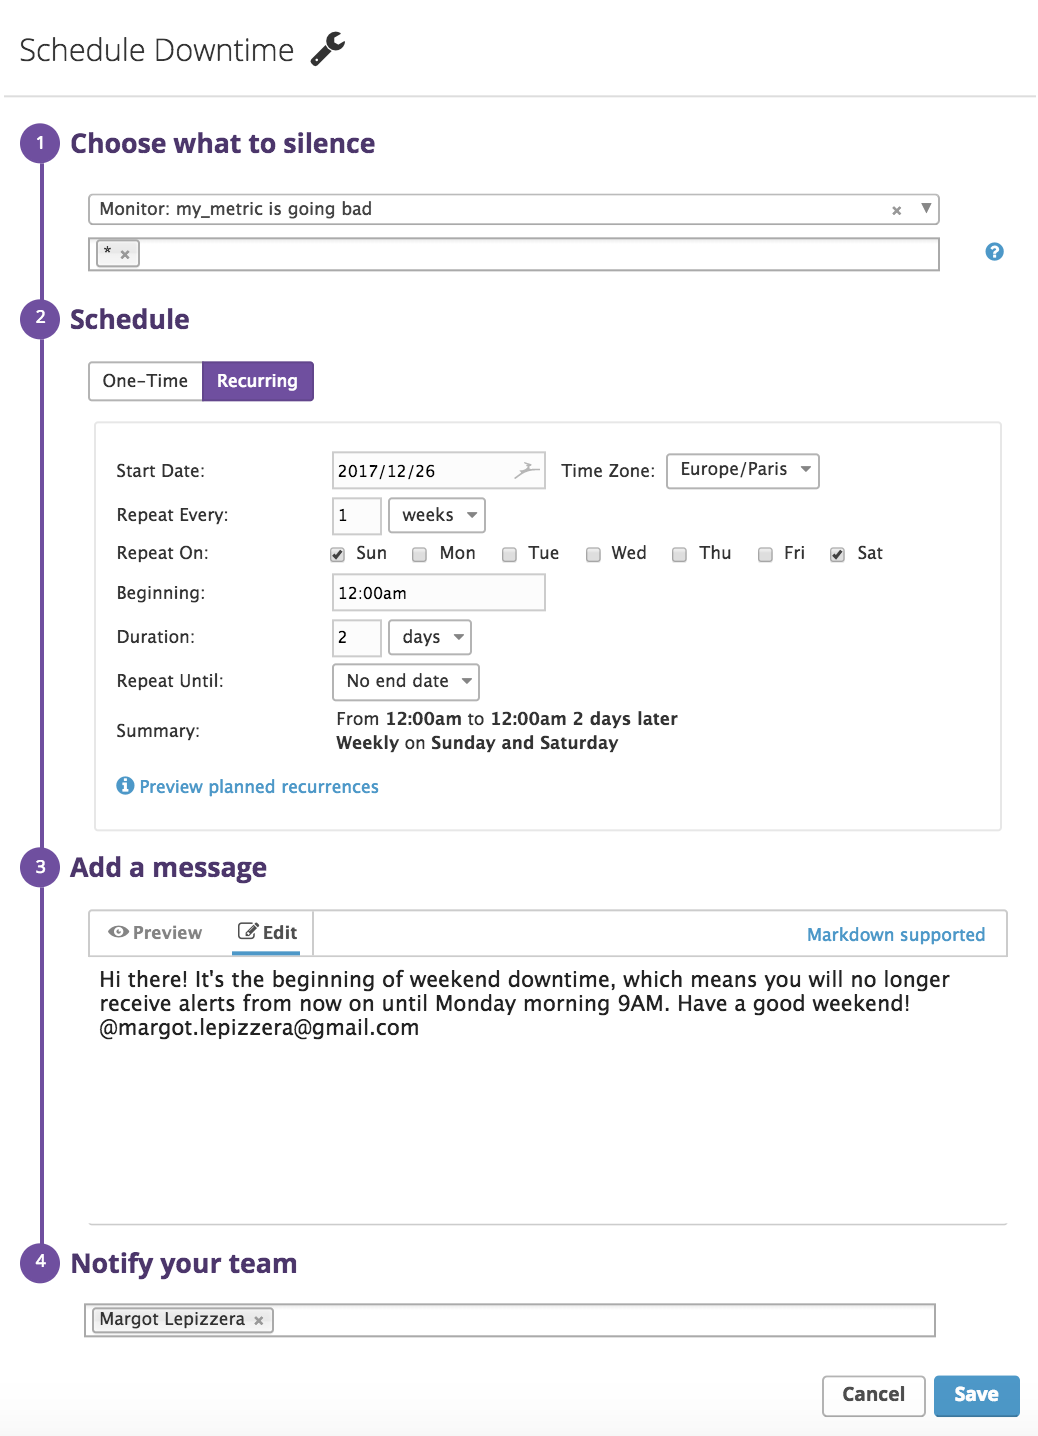 Schedule Downtime
1 Choose what to silence
Monitor: my_metric is going bad × ▼
* × ?
2 Schedule
One-Time Recurring
Start Date: 2017/12/26 Time Zone: Europe/Paris
Repeat Every: 1 weeks
Repeat On: Sun Mon Tue Wed Thu Fri Sat
Beginning: 12:00am
Duration: 2 days
Repeat Until: No end date
Summary: From 12:00am to 12:00am 2 days later
Weekly on Sunday and Saturday
Preview planned recurrences
3 Add a message
Preview Edit Markdown supported
Hi there! It's the beginning of weekend downtime, which means you will no longer
receive alerts from now on until Monday morning 9AM. Have a good weekend!
@margot.lepizzera@gmail.com
4 Notify your team
Margot Lepizzera ×
Cancel Save